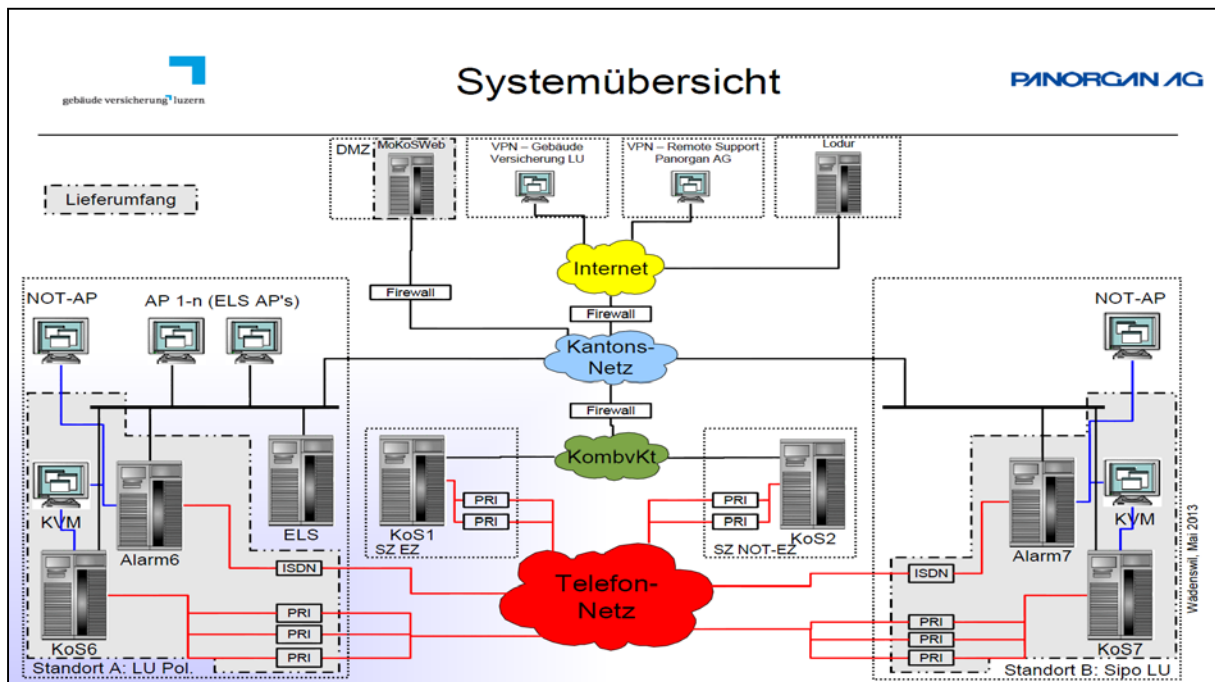 gebäude versicherung luzern
Systemübersicht
PANORGAN AG
Lieferumfang
DMZ
MoKoSWeb
VPN – Gebäude
Versicherung LU
VPN – Remote Support
Panorgan AG
Lodur
Internet
Firewall
Firewall
Kantons-
Netz
Firewall
KombvKt
NOT-AP
AP 1-n (ELS AP's)
KVM
Alarm6
ELS
KoS6
ISDN
PRI
PRI
PRI
Standort A: LU Pol.
KoS1
SZ EZ
PRI
PRI
PRI
PRI
KoS2
SZ NOT-EZ
Telefon-
Netz
NOT-AP
KVM
Alarm7
KoS7
ISDN
PRI
PRI
PRI
Standort B: Sipo LU
Wädenswil, Mai 2013